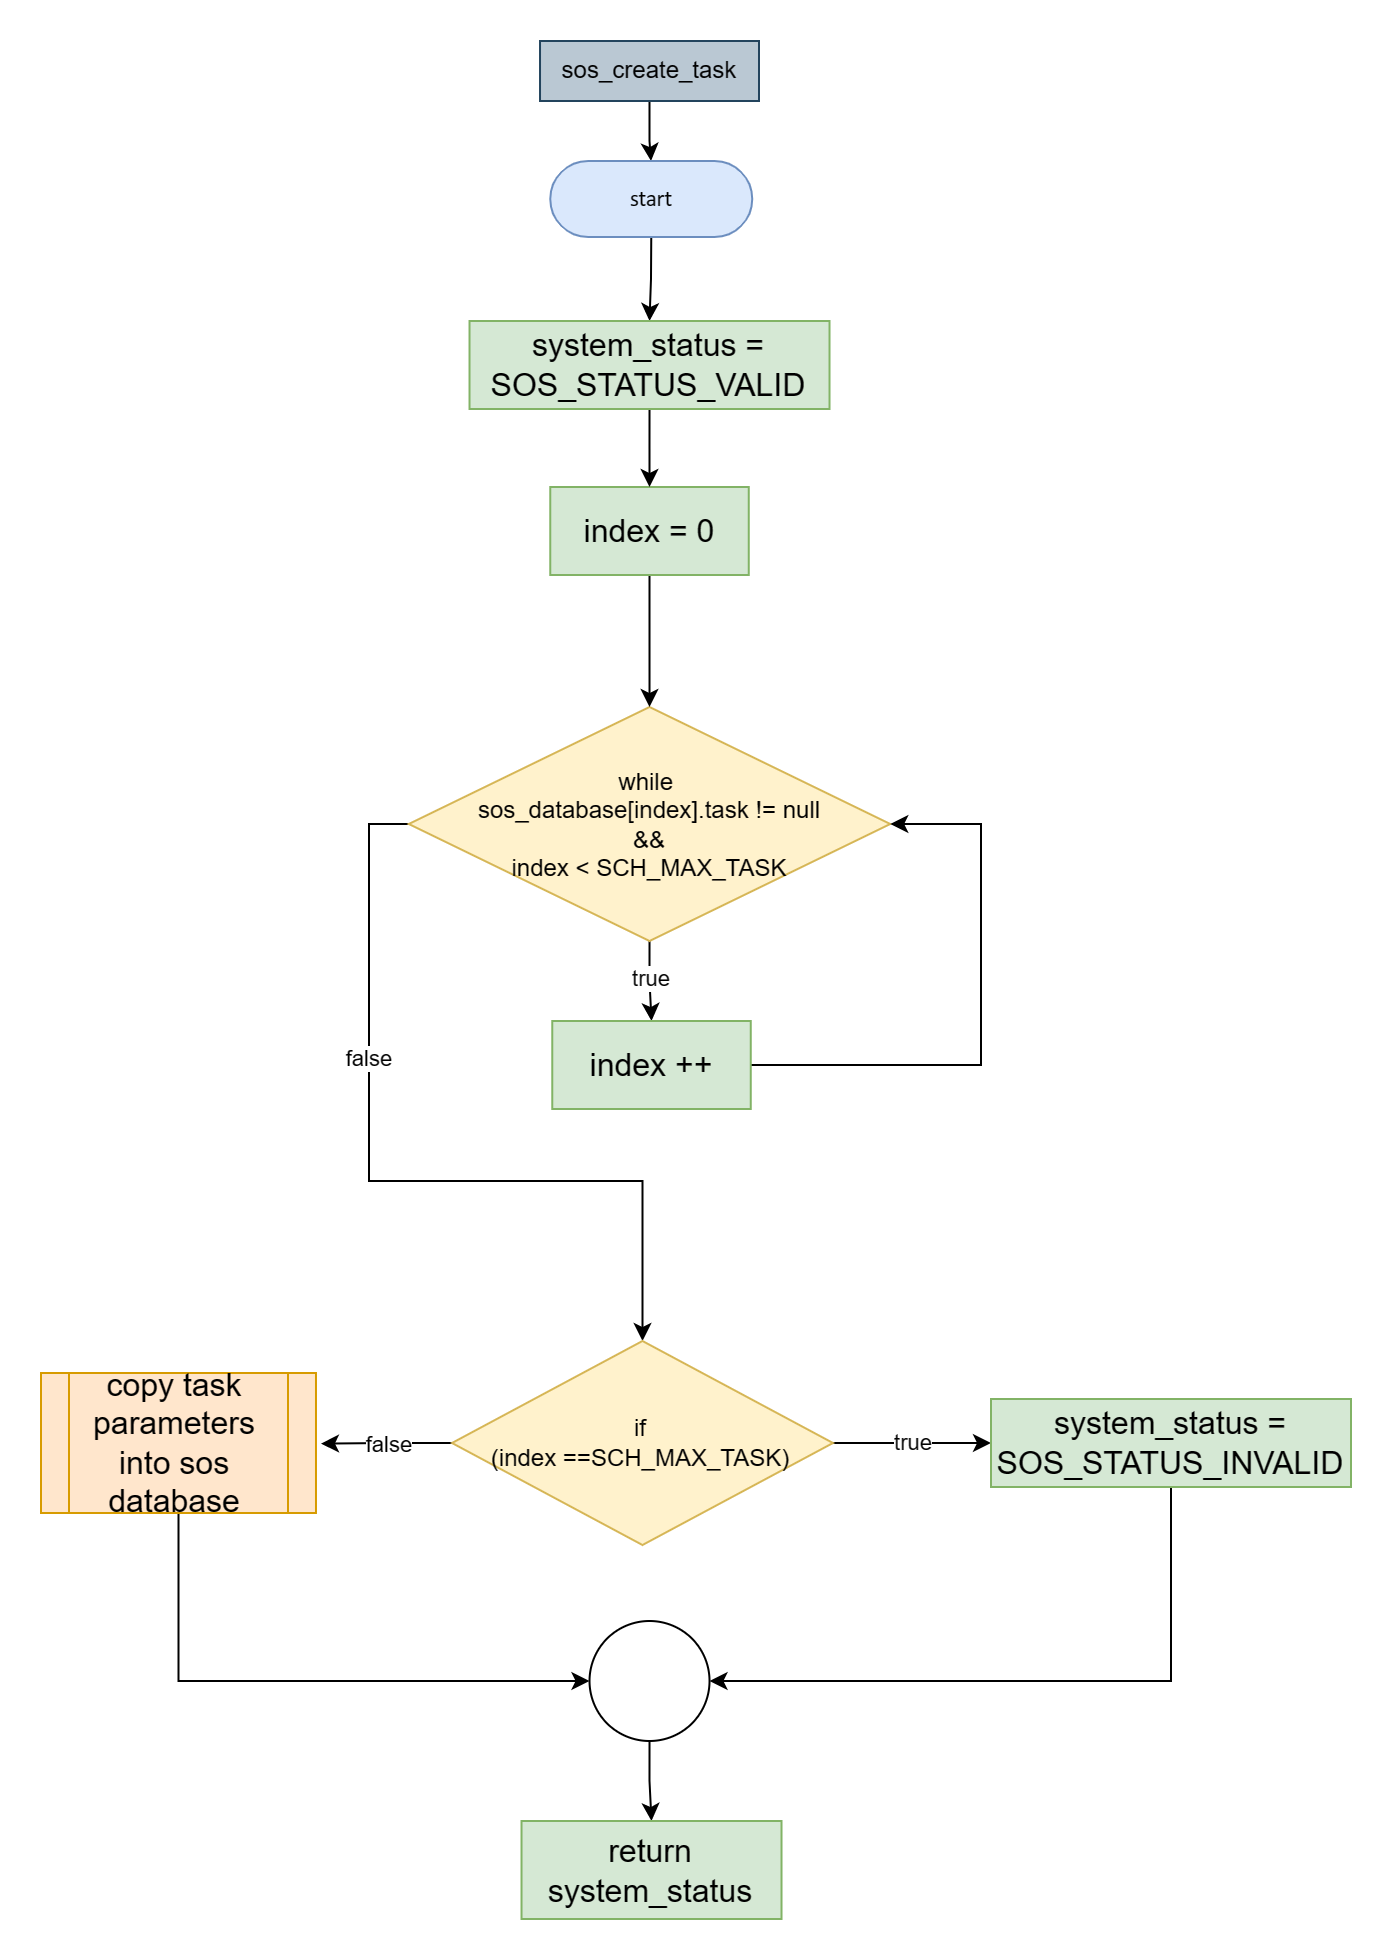 sos_create_task
start
system_status =
SOS_STATUS_VALID
index = 0
while
sos_database[index].task != null
&&
index < SCH_MAX_TASK
true
index ++
false
if
(index ==SCH_MAX_TASK)
false
copy task
parameters
into sos
database
true
system_status =
SOS_STATUS_INVALID
return
system_status